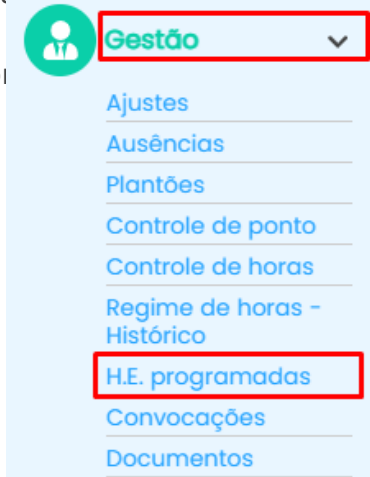 Gestão
Ajustes
Ausências
Plantões
Controle de ponto
Controle de horas
Regime de horas -
Histórico
H.E. programadas
Convocações
Documentos